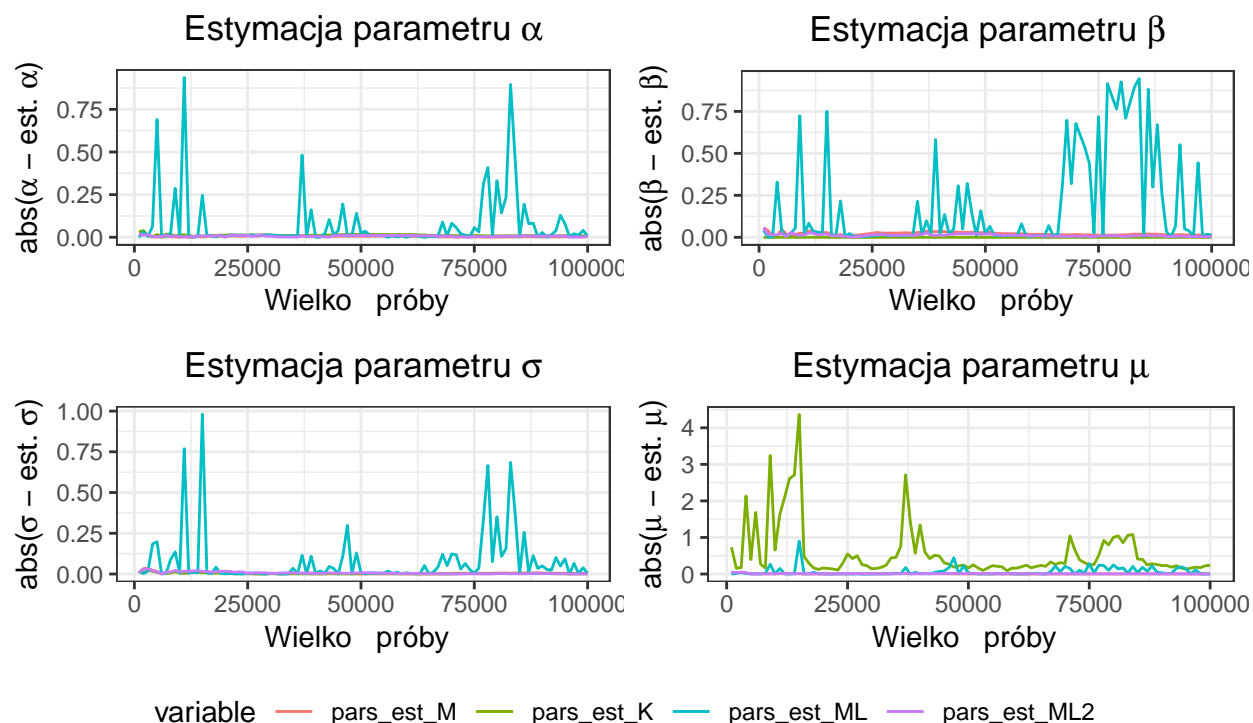 Estymacja parametru α
abs(α − est. α)
0.75
0.50
0.25
0.00
0 25000 50000 75000 100000
Wielko próby
Estymacja parametru β
abs(β − est. β)
0.75
0.50
0.25
0.00
0 25000 50000 75000 100000
Wielko próby
Estymacja parametru σ
abs(σ − est. σ)
1.00
0.75
0.50
0.25
0.00
0 25000 50000 75000 100000
Wielko próby
Estymacja parametru μ
abs(μ − est. μ)
4
3
2
1
0
0 25000 50000 75000 100000
Wielko próby
variable pars_est_M pars_est_K pars_est_ML pars_est_ML2